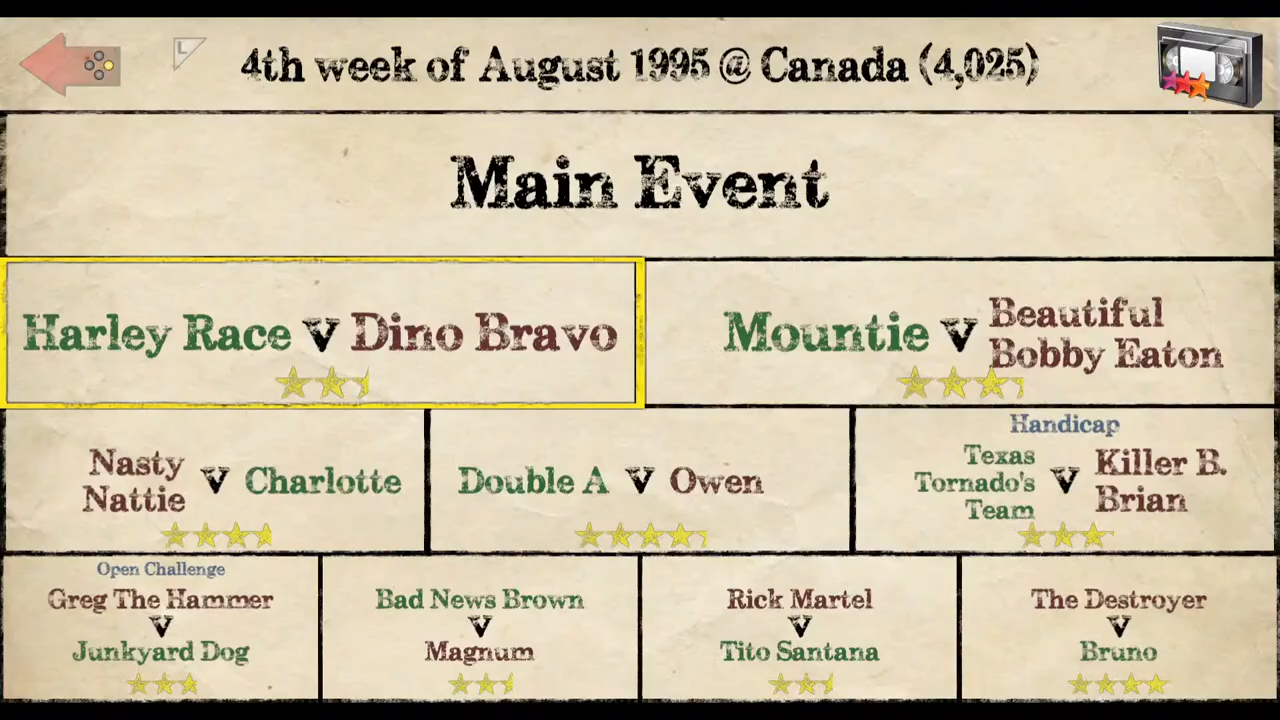 L
4th week of August 1995 @ Canada (4,025)
Main Event
Harley Race v Dino Bravo
Mountie v Beautiful
Bobby Eaton
Nasty
Nattie v Charlotte
Double A v Owen
Handicap
Texas
Tornado's
Team v Killer B.
Brian
Open Challenge
Greg The Hammer
v
Junkyard Dog
Bad News Brown
v
Magnum
Rick Martel
v
Tito Santana
The Destroyer
v
Bruno